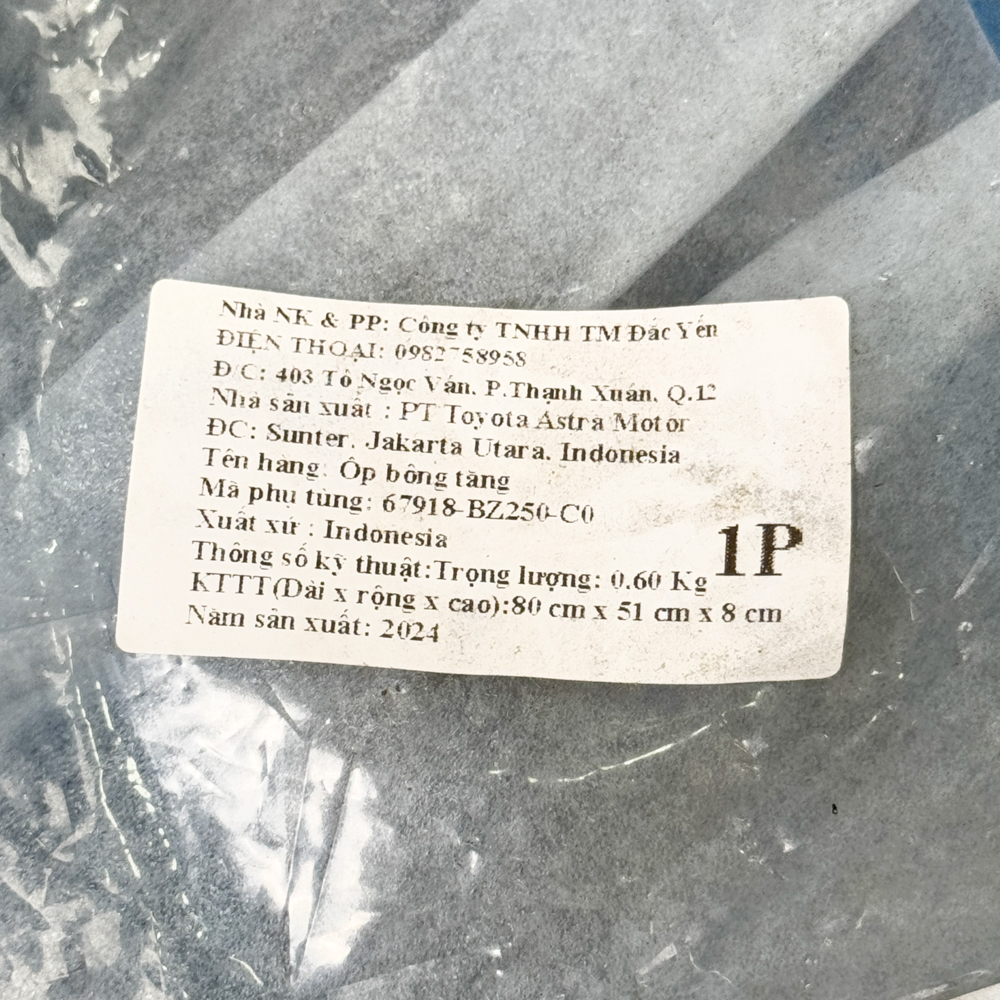 Nhà NK & PP: Công ty TNHH TM Đắc Yến
ĐIỆN THOẠI: 0982758958
Đ/C: 403 Tô Ngọc Vân, P.Thạnh Xuân, Q.12
Nhà sản xuất : PT Toyota Astra Motor
ĐC: Sunter, Jakarta Utara, Indonesia
Tên hàng: Ốp bông tăng
Mã phụ tùng: 67918-BZ250-C0
Xuất xứ : Indonesia
Thông số kỹ thuật:Trọng lượng: 0.60 Kg
1P
KTTT(Dài x rộng x cao):80 cm x 51 cm x 8 cm
Năm sản xuất: 2024